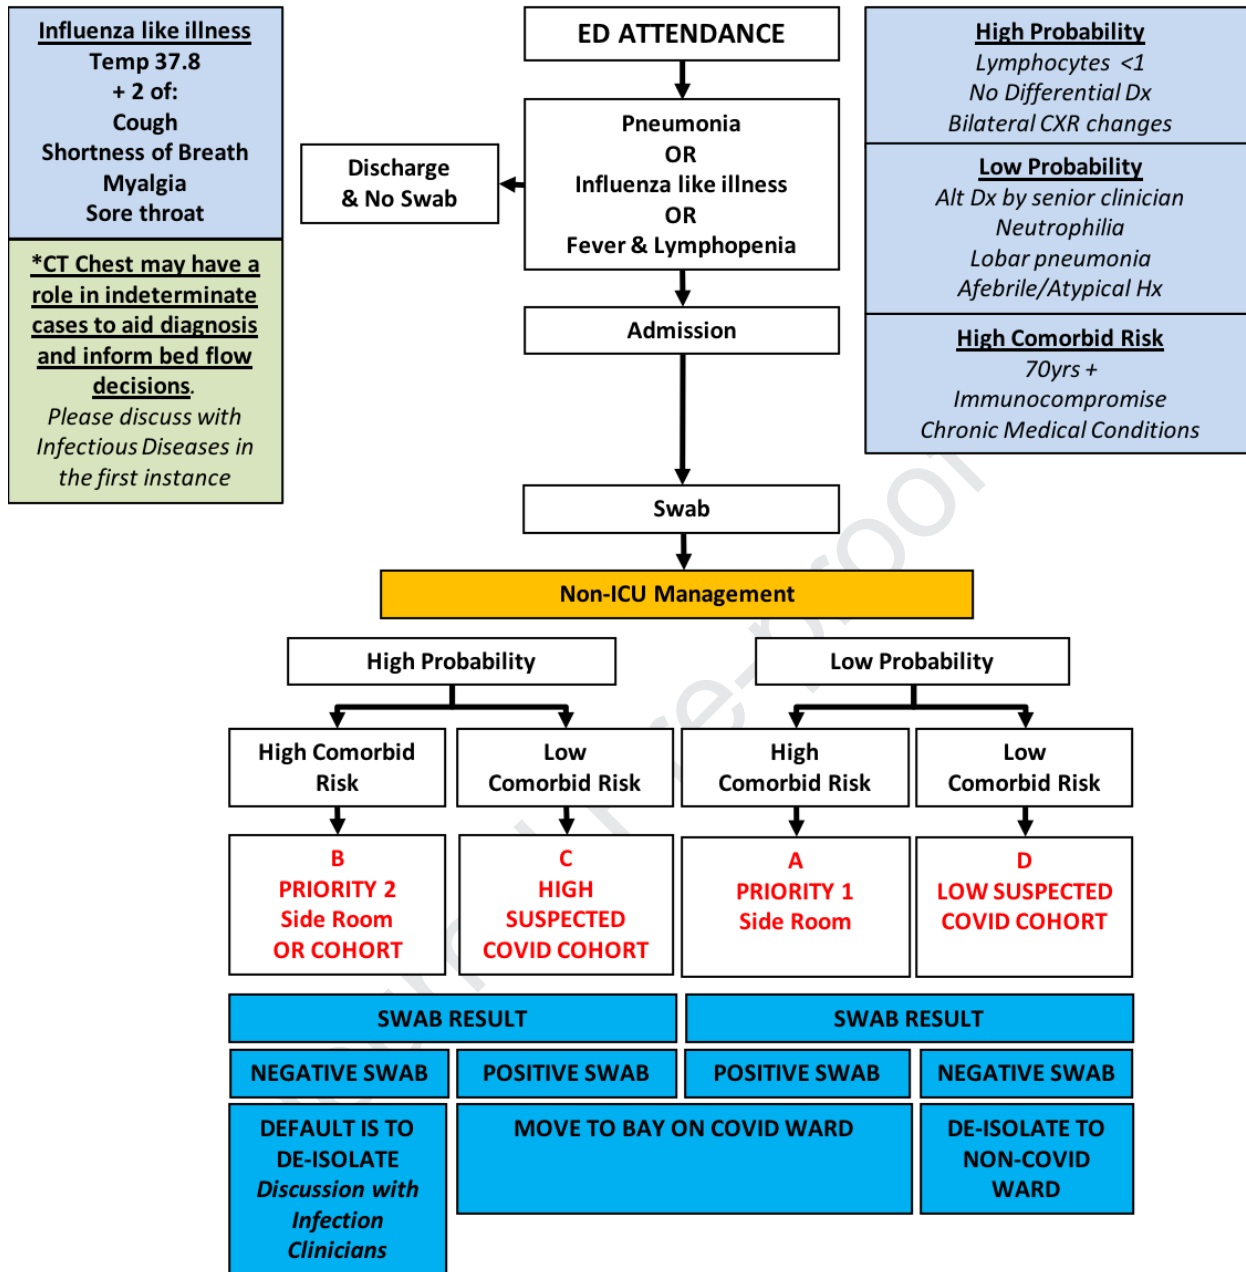 Influenza like illness
Temp 37.8
+ 2 of:
Cough
Shortness of Breath
Myalgia
Sore throat
*CT Chest may have a
role in indeterminate
cases to aid diagnosis
and inform bed flow
decisions.
Please discuss with
Infectious Diseases in
the first instance
ED ATTENDANCE
Pneumonia
OR
Influenza like illness
OR
Fever & Lymphopenia
Discharge
& No Swab
Admission
Swab
High Probability
Lymphocytes <1
No Differential Dx
Bilateral CXR changes
Low Probability
Alt Dx by senior clinician
Neutrophilia
Lobar pneumonia
Afebrile/Atypical Hx
High Comorbid Risk
70yrs +
Immunocompromise
Chronic Medical Conditions
Non-ICU Management
High Probability
Low Probability
High Comorbid
Risk
Low
Comorbid Risk
High
Comorbid Risk
Low
Comorbid Risk
B
PRIORITY 2
Side Room
OR COHORT
C
HIGH
SUSPECTED
COVID COHORT
A
PRIORITY 1
Side Room
D
LOW SUSPECTED
COVID COHORT
SWAB RESULT
SWAB RESULT
NEGATIVE SWAB
POSITIVE SWAB
POSITIVE SWAB
NEGATIVE SWAB
DEFAULT IS TO
DE-ISOLATE
Discussion with
Infection
Clinicians
MOVE TO BAY ON COVID WARD
DE-ISOLATE TO
NON-COVID
WARD